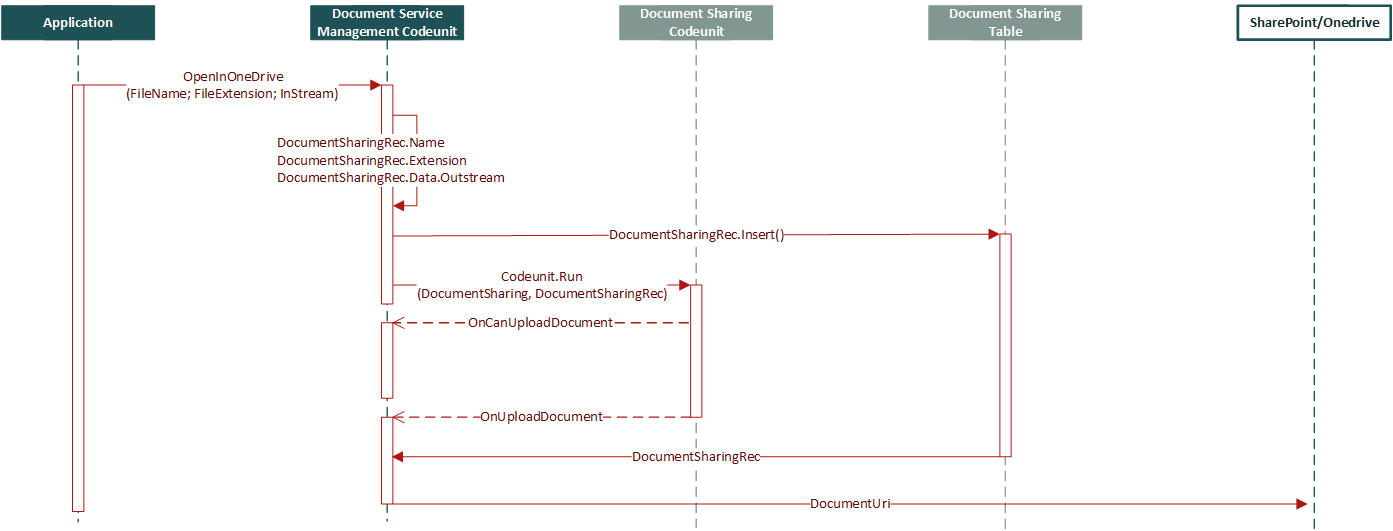 Application
Document Service
Management Codeunit
Document Sharing
Codeunit
Document Sharing
Table
SharePoint/Onedrive
OpenInOneDrive
(FileName; FileExtension; InStream)
DocumentSharingRec.Name
DocumentSharingRec.Extension
DocumentSharingRec.Data.Outstream
DocumentSharingRec.Insert()
Codeunit.Run
(DocumentSharing, DocumentSharingRec)
OnCanUploadDocument
OnUploadDocument
DocumentSharingRec
DocumentUri